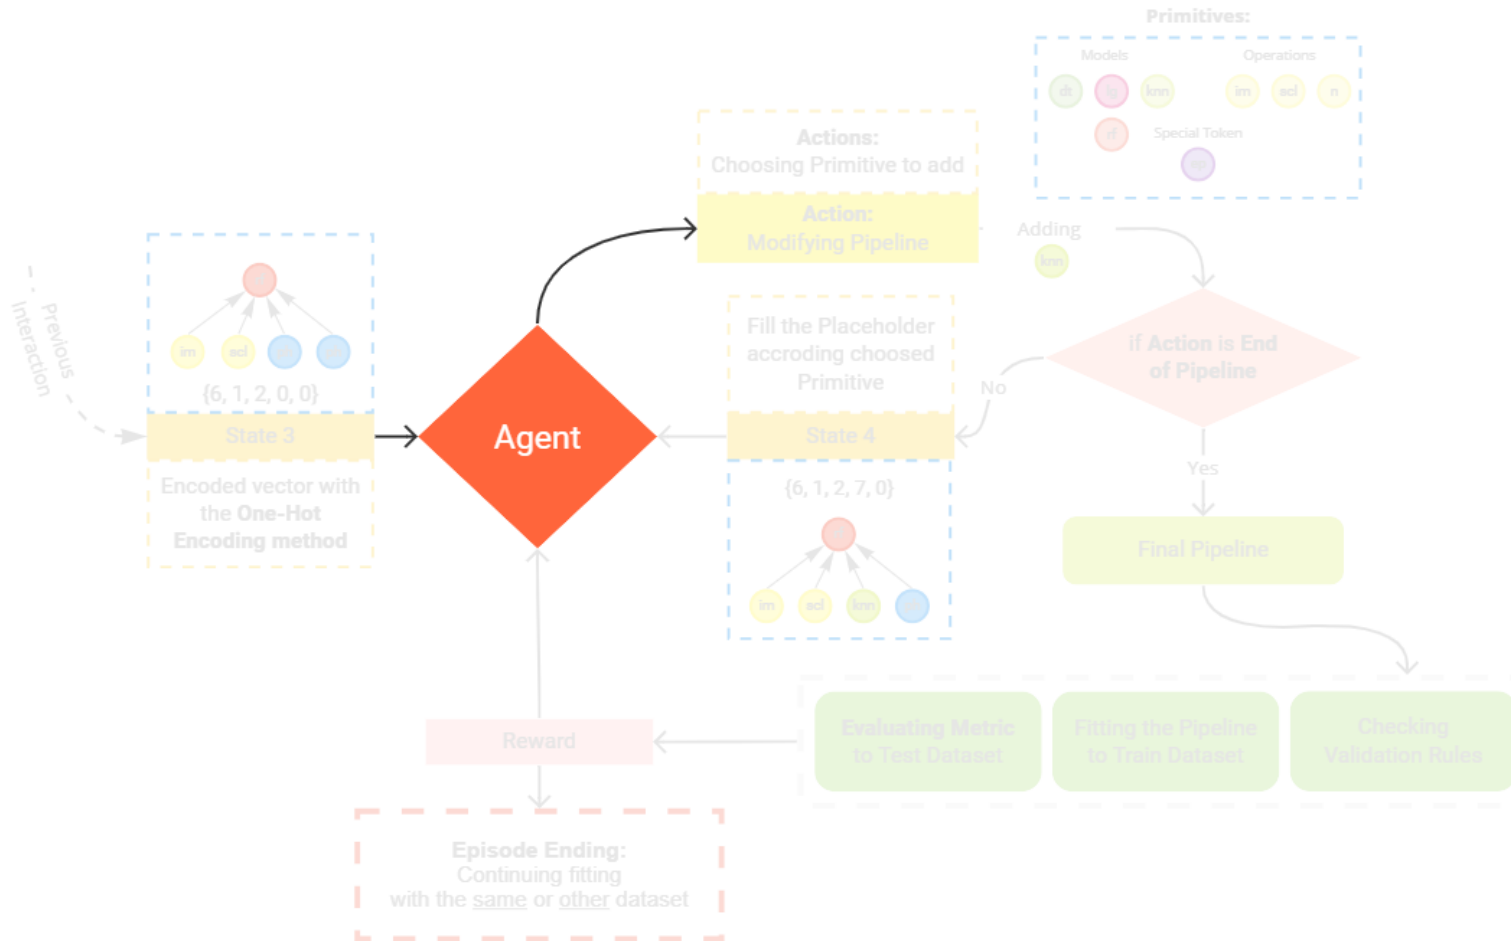 Primitives:
Models
Operations
dt
lg
knn
im
scl
n
rf
Special Token
Actions:
Choosing Primitive to add
Action:
Modifying Pipeline
Adding
knn
Previous
Interaction
im
scl
{6, 1, 2, 0, 0}
State 3
Encoded vector with
the One-Hot
Encoding method
Agent
Fill the Placeholder
accroding choosed
Primitive
State 4
{6, 1, 2, 7, 0}
im
scl
knn
No
if Action is End
of Pipeline
Yes
Final Pipeline
Evaluating Metric
to Test Dataset
Fitting the Pipeline
to Train Dataset
Checking
Validation Rules
Reward
Episode Ending:
Continuing fitting
with the same or other dataset